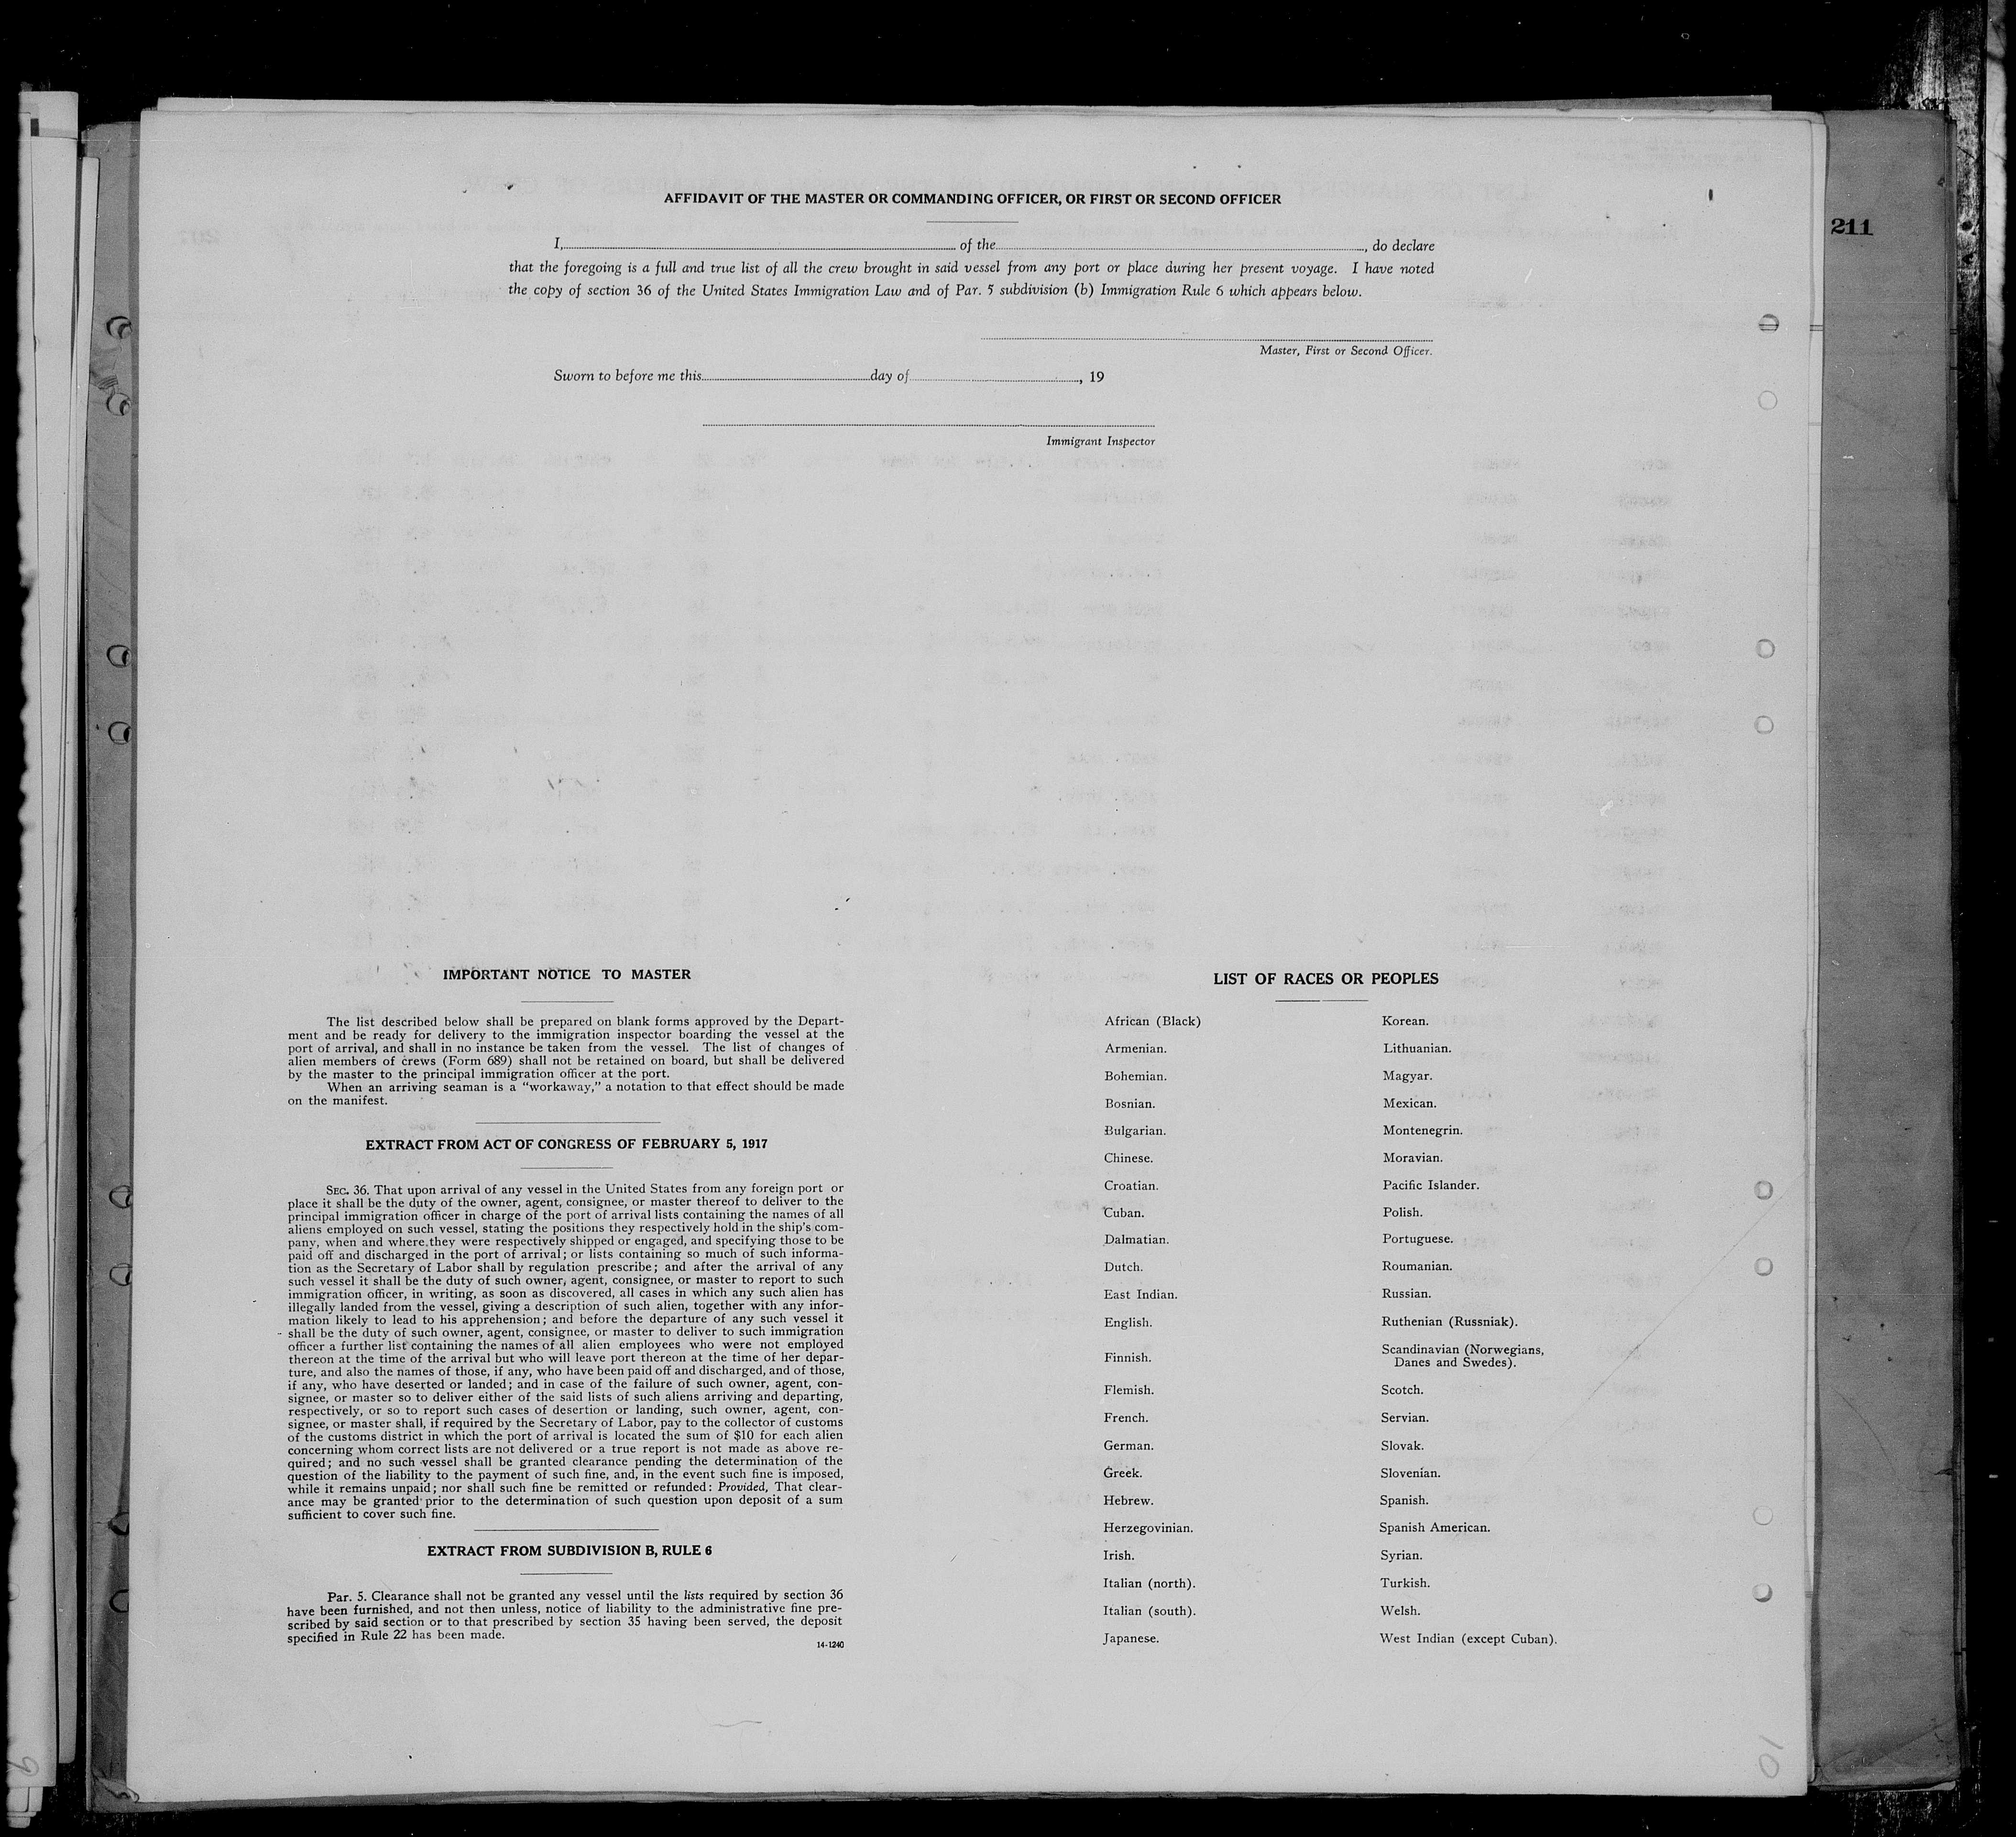 AFFIDAVIT OF THE MASTER OR COMMANDING OFFICER, OR FIRST OR SECOND OFFICER
211
I, of the , do declare
that the foregoing is a full and true list of all the crew brought in said vessel from any port or place during her present voyage. I have noted
the copy of section 36 of the United States Immigration Law and of Par. 5 subdivision (b) Immigration Rule 6 which appears below.
Master, First or Second Officer.
Sworn to before me this day of , 19
Immigrant Inspector
IMPORTANT NOTICE TO MASTER
The list described below shall be prepared on blank forms approved by the Depart-
ment and be ready for delivery to the immigration inspector boarding the vessel at the
port of arrival, and shall in no instance be taken from the vessel. The list of changes of
alien members of crews (Form 689) shall not be retained on board, but shall be delivered
by the master to the principal immigration officer at the port.
When an arriving seaman is a "workaway," a notation to that effect should be made
on the manifest.
EXTRACT FROM ACT OF CONGRESS OF FEBRUARY 5, 1917
SEC. 36. That upon arrival of any vessel in the United States from any foreign port or
place it shall be the duty of the owner, agent, consignee, or master thereof to deliver to the
principal immigration officer in charge of the port of arrival lists containing the names of all
aliens employed on such vessel, stating the positions they respectively hold in the ship's com-
pany, when and where they were respectively shipped or engaged, and specifying those to be
paid off and discharged in the port of arrival; or lists containing so much of such informa-
tion as the Secretary of Labor shall by regulation prescribe; and after the arrival of any
such vessel it shall be the duty of such owner, agent, consignee, or master to report to such
immigration officer, in writing, as soon as discovered, all cases in which any such alien has
illegally landed from the vessel, giving a description of such alien, together with any infor-
mation likely to lead to his apprehension; and before the departure of any such vessel it
shall be the duty of such owner, agent, consignee, or master to deliver to such immigration
officer a further list containing the names of all alien employees who were not employed
thereon at the time of the arrival but who will leave port thereon at the time of her depar-
ture, and also the names of those, if any, who have been paid off and discharged, and of those,
if any, who have deserted or landed; and in case of the failure of such owner, agent, con-
signee, or master so to deliver either of the said lists of such aliens arriving and departing,
respectively, or so to report such cases of desertion or landing, such owner, agent, con-
signee, or master shall, if required by the Secretary of Labor, pay to the collector of customs
of the customs district in which the port of arrival is located the sum of $10 for each alien
concerning whom correct lists are not delivered or a true report is not made as above re-
quired; and no such vessel shall be granted clearance pending the determination of the
question of the liability to the payment of such fine, and, in the event such fine is imposed,
while it remains unpaid; nor shall such fine be remitted or refunded: Provided, That clear-
ance may be granted prior to the determination of such question upon deposit of a sum
sufficient to cover such fine.
EXTRACT FROM SUBDIVISION B, RULE 6
Par. 5. Clearance shall not be granted any vessel until the lists required by section 36
have been furnished, and not then unless, notice of liability to the administrative fine pre-
scribed by said section or to that prescribed by section 35 having been served, the deposit
specified in Rule 22 has been made.
14-1240
LIST OF RACES OR PEOPLES
African (Black)
Armenian.
Bohemian.
Bosnian.
Bulgarian.
Chinese.
Croatian.
Cuban.
Dalmatian.
Dutch.
East Indian.
English.
Finnish.
Flemish.
French.
German.
Greek.
Hebrew.
Herzegovinian.
Irish.
Italian (north).
Italian (south).
Japanese.
Korean.
Lithuanian.
Magyar.
Mexican.
Montenegrin.
Moravian.
Pacific Islander.
Polish.
Portuguese.
Roumanian.
Russian.
Ruthenian (Russniak).
Scandinavian (Norwegians,
Danes and Swedes).
Scotch.
Servian.
Slovak.
Slovenian.
Spanish.
Spanish American.
Syrian.
Turkish.
Welsh.
West Indian (except Cuban).
10
9